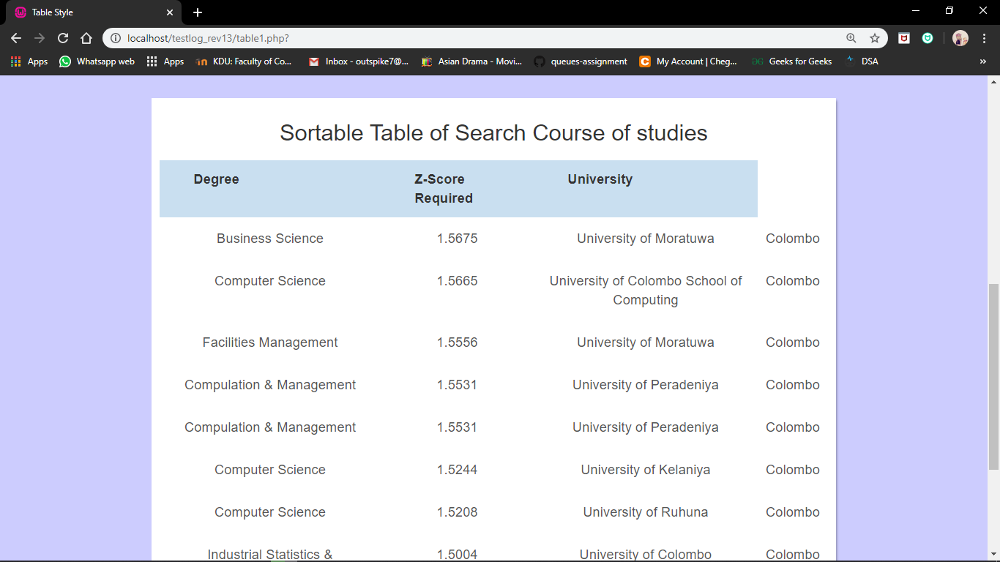 Table Style
localhost/testlog_rev13/table1.php?
Apps Whatsapp web Apps KDU: Faculty of Co... Inbox - outspike7@... Asian Drama - Movi... queues-assignment My Account | Cheg... Geeks for Geeks DSA »
Sortable Table of Search Course of studies
Degree Z-Score Required University
Business Science 1.5675 University of Moratuwa Colombo
Computer Science 1.5665 University of Colombo School of Colombo
Computing
Facilities Management 1.5556 University of Moratuwa Colombo
Compulation & Management 1.5531 University of Peradeniya Colombo
Compulation & Management 1.5531 University of Peradeniya Colombo
Computer Science 1.5244 University of Kelaniya Colombo
Computer Science 1.5208 University of Ruhuna Colombo
Industrial Statistics & 1.5004 University of Colombo Colombo